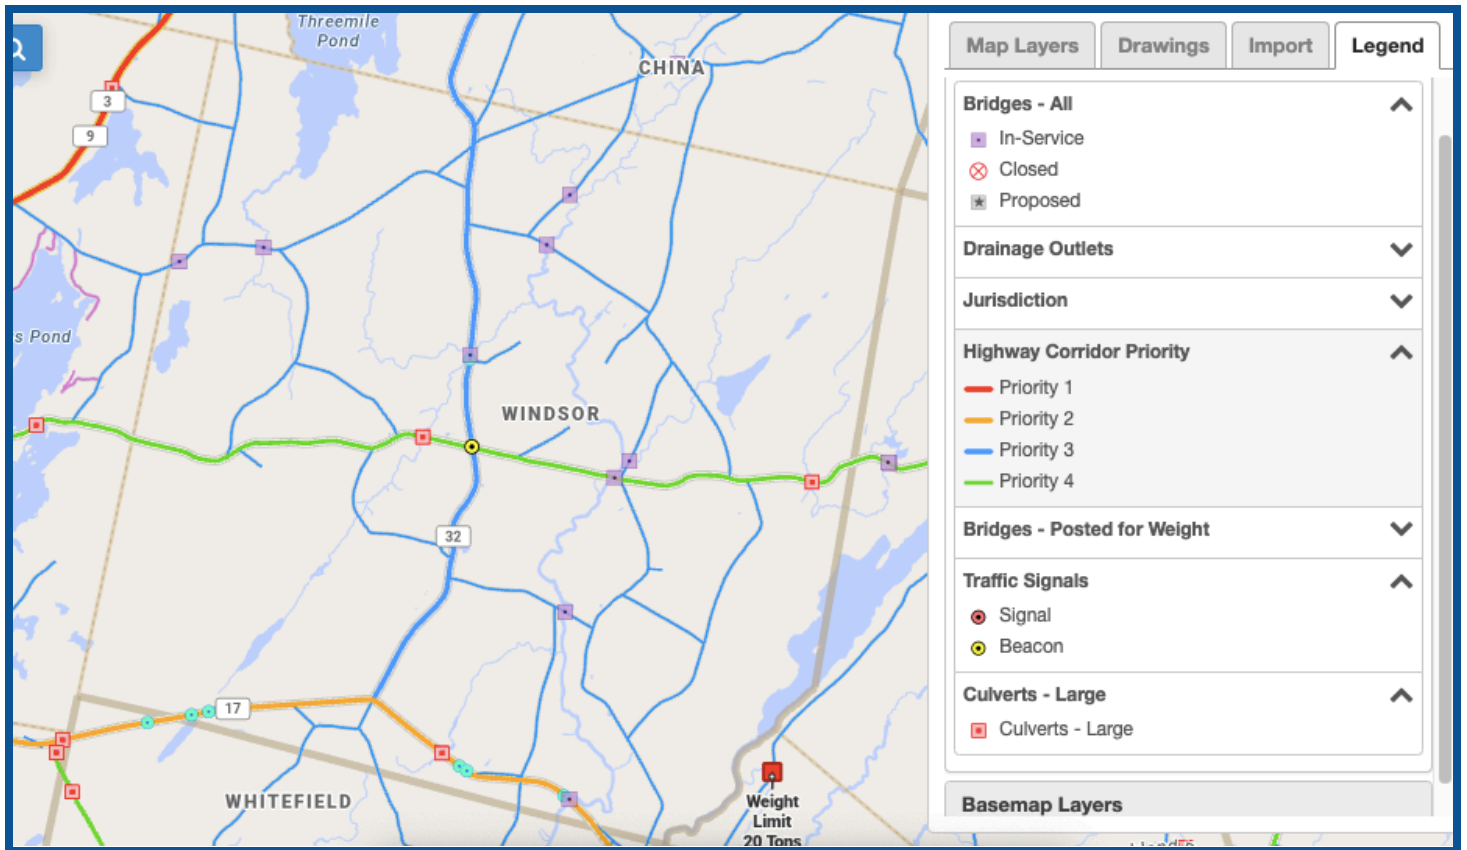 Threemile
Pond
CHINA
3
9
s Pond
WINDSOR
32
17
WHITEFIELD
Weight
Limit
20 Tons
Map Layers
Drawings
Import
Legend
Bridges - All
In-Service
Closed
Proposed
Drainage Outlets
Jurisdiction
Highway Corridor Priority
Priority 1
Priority 2
Priority 3
Priority 4
Bridges - Posted for Weight
Traffic Signals
Signal
Beacon
Culverts - Large
Culverts - Large
Basemap Layers